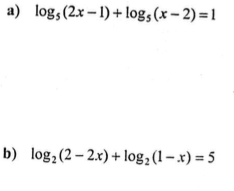 a) log₅(2x – 1) + log₅(x – 2) = 1
b) log₂(2 – 2x) + log₂(1 – x) = 5